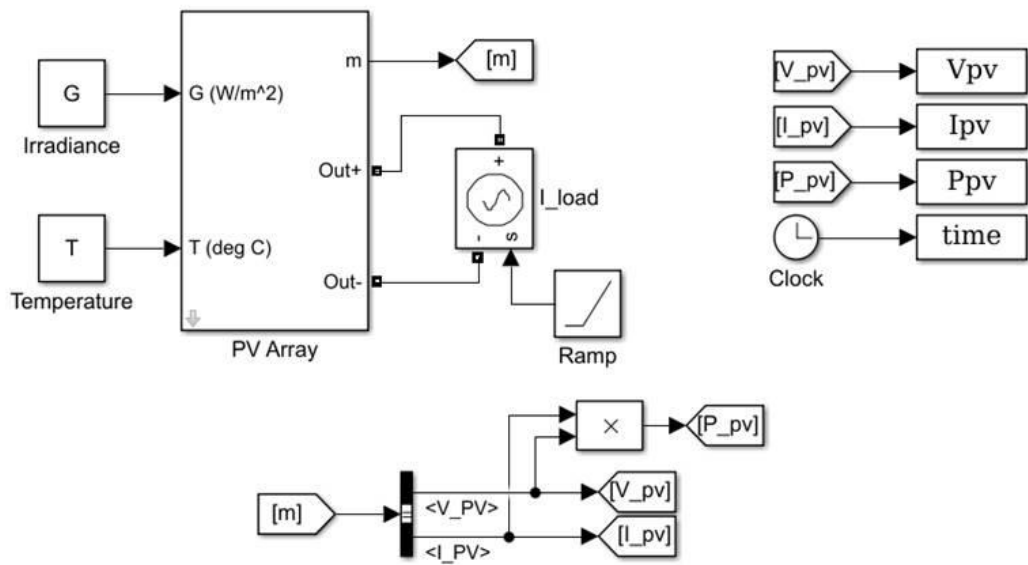 G
Irradiance
T
Temperature
G (W/m^2)
T (deg C)
m
Out+
Out-
PV Array
[m]
+
-
s
I_load
Ramp
[V_pv]
Vpv
[I_pv]
Ipv
[P_pv]
Ppv
Clock
time
[m]
<V_PV>
<I_PV>
×
[P_pv]
[V_pv]
[I_pv]